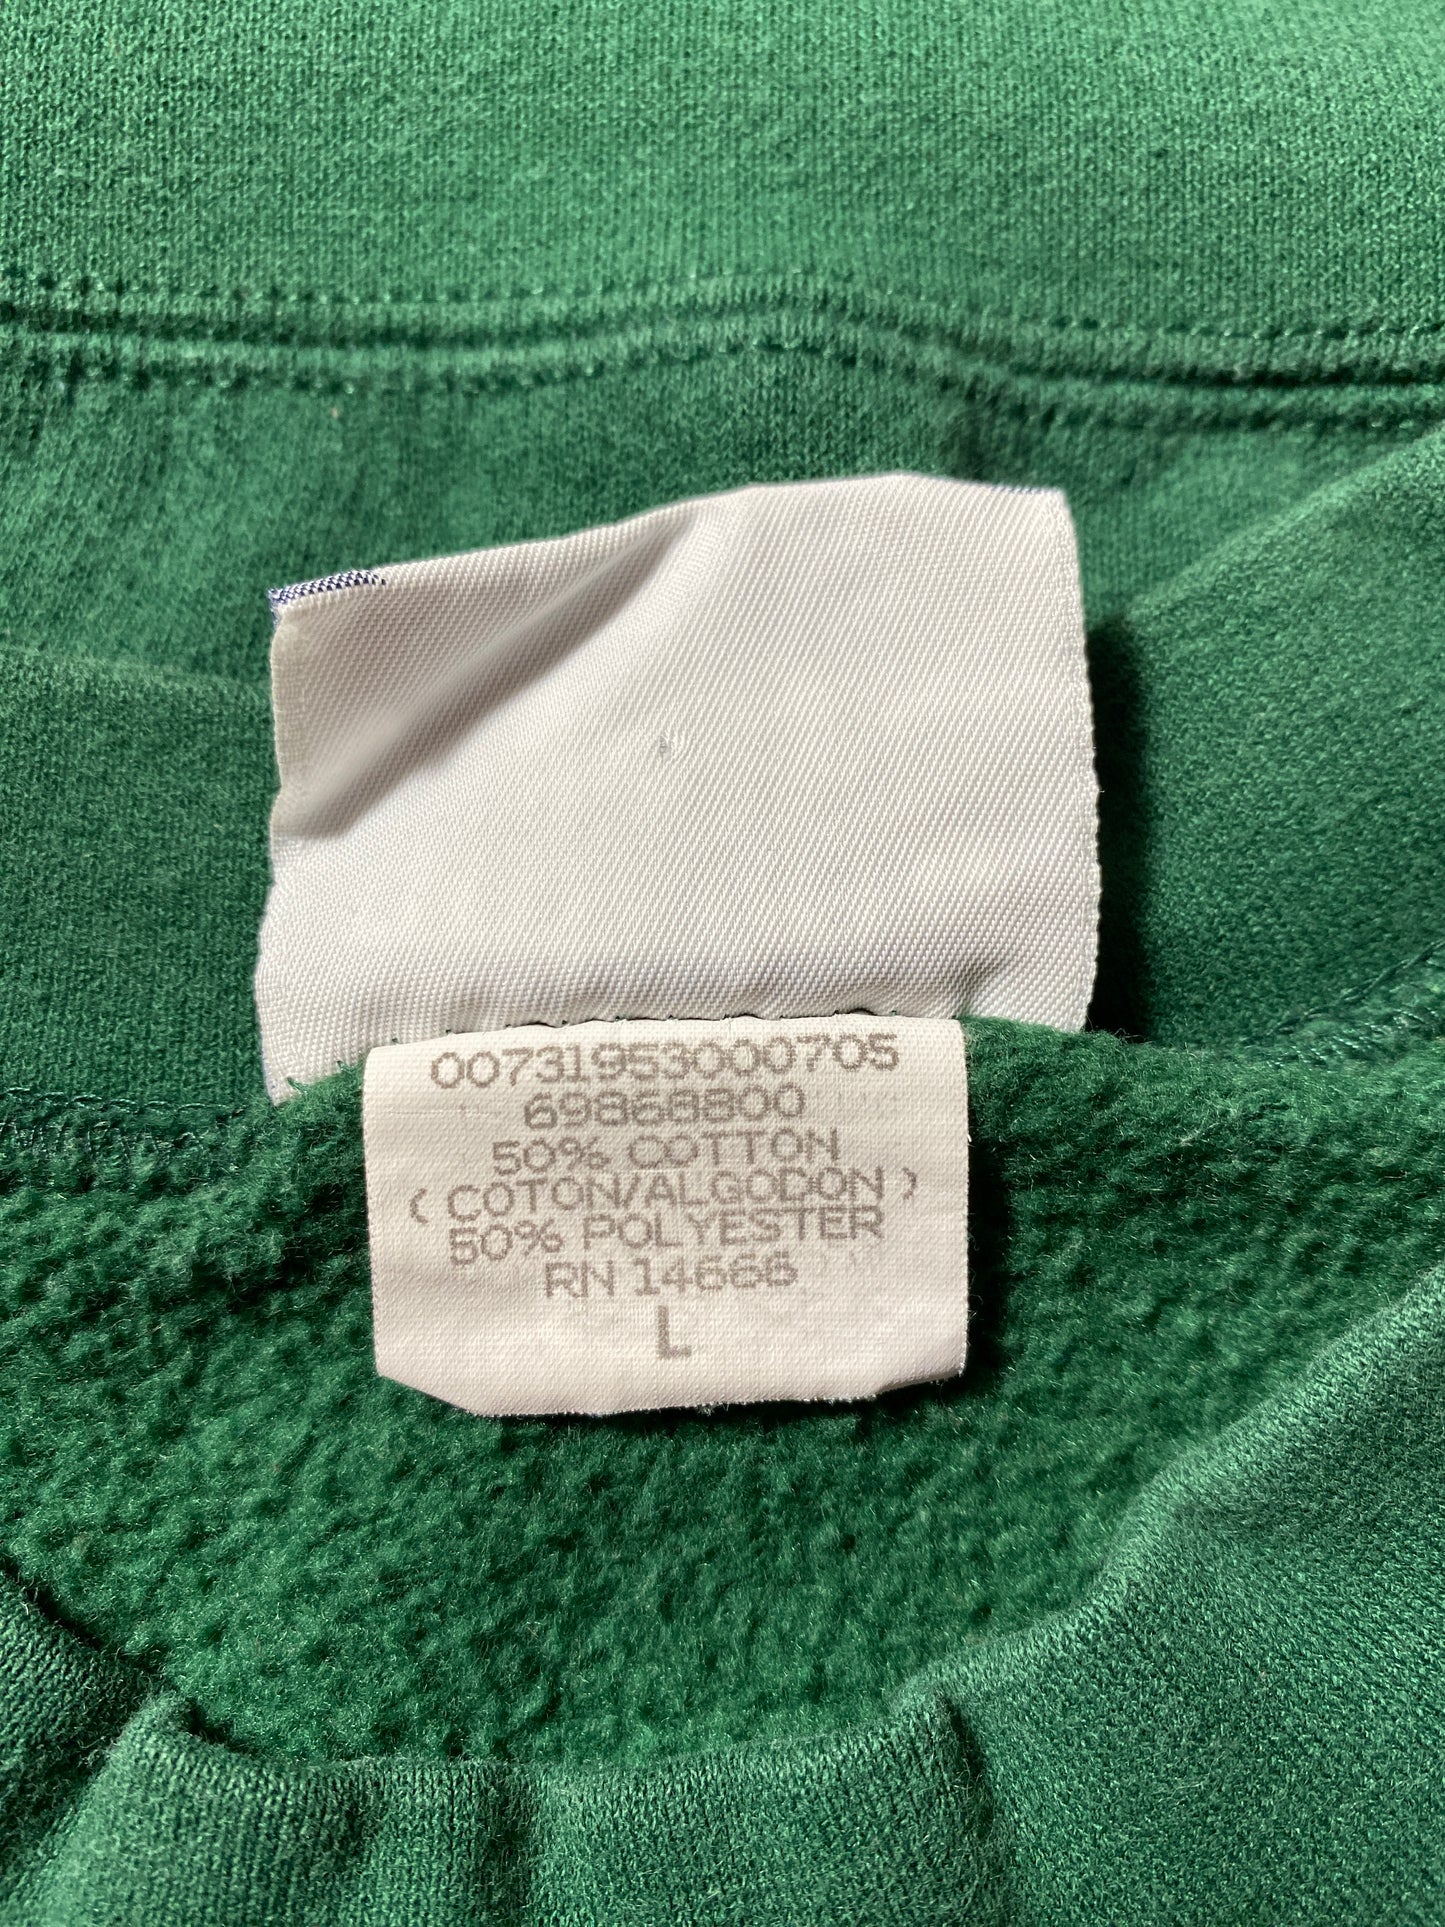 00731953000705
69868800
50% COTTON
( COTON/ALGODON )
50% POLYESTER
RN 14666
L